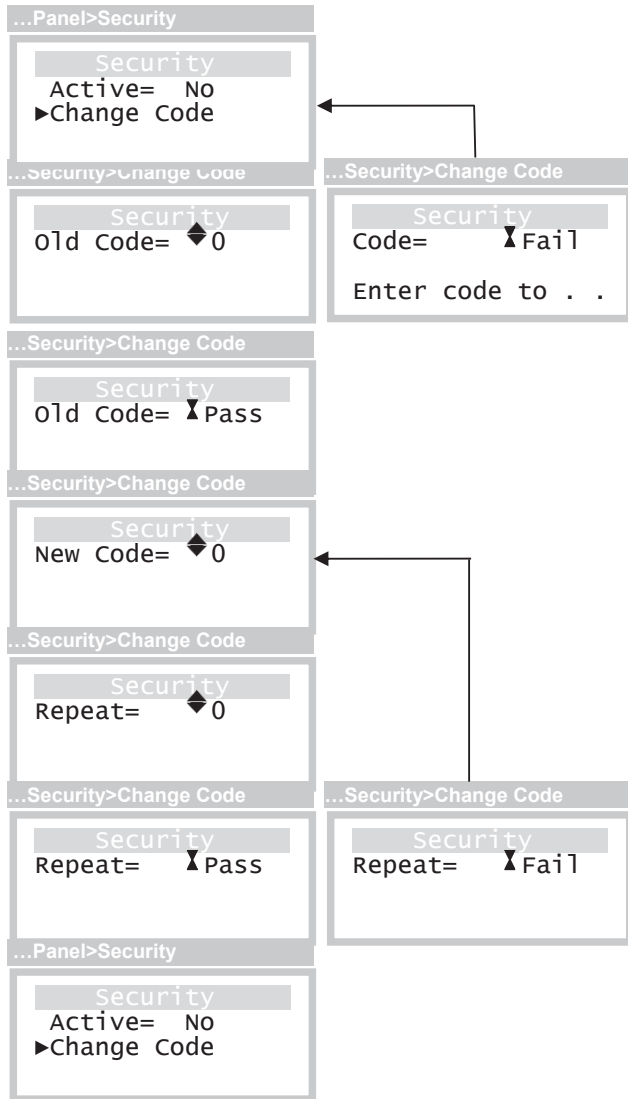 …Panel>Security
Security
Active= No
►Change Code
...Security>Change Code
Security
Old Code= 0
...Security>Change Code
Security
Code= Fail
Enter code to . .
...Security>Change Code
Security
Old Code= Pass
...Security>Change Code
Security
New Code= 0
...Security>Change Code
Security
Repeat= 0
...Security>Change Code
Security
Repeat= Pass
...Security>Change Code
Security
Repeat= Fail
...Panel>Security
Security
Active= No
►Change Code